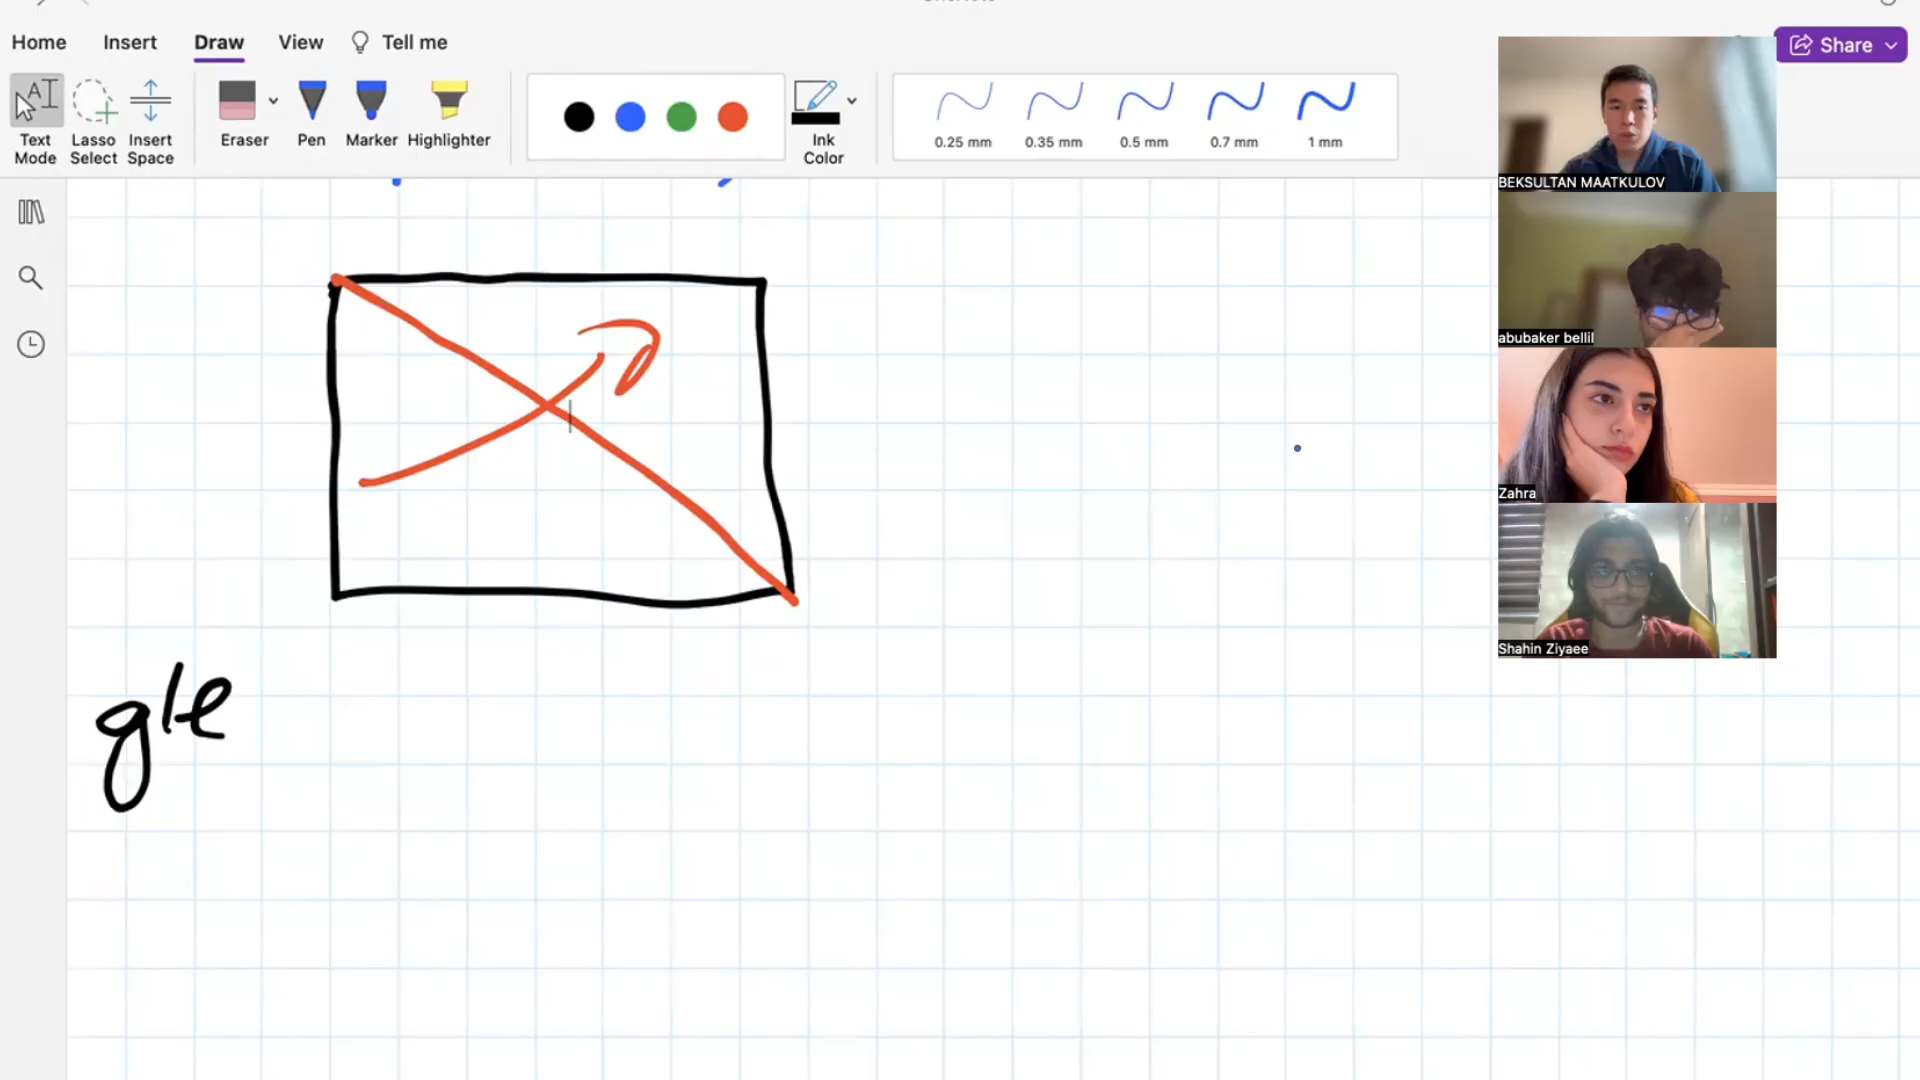 Home Insert Draw View Tell me
Share
Text Mode
Lasso Select
Insert Space
Eraser
Pen
Marker
Highlighter
Ink Color
0.25 mm
0.35 mm
0.5 mm
0.7 mm
1 mm
BEKSULTAN MAATKULOV
abubaker bellil
Zahra
Shahin Ziyaee
gle